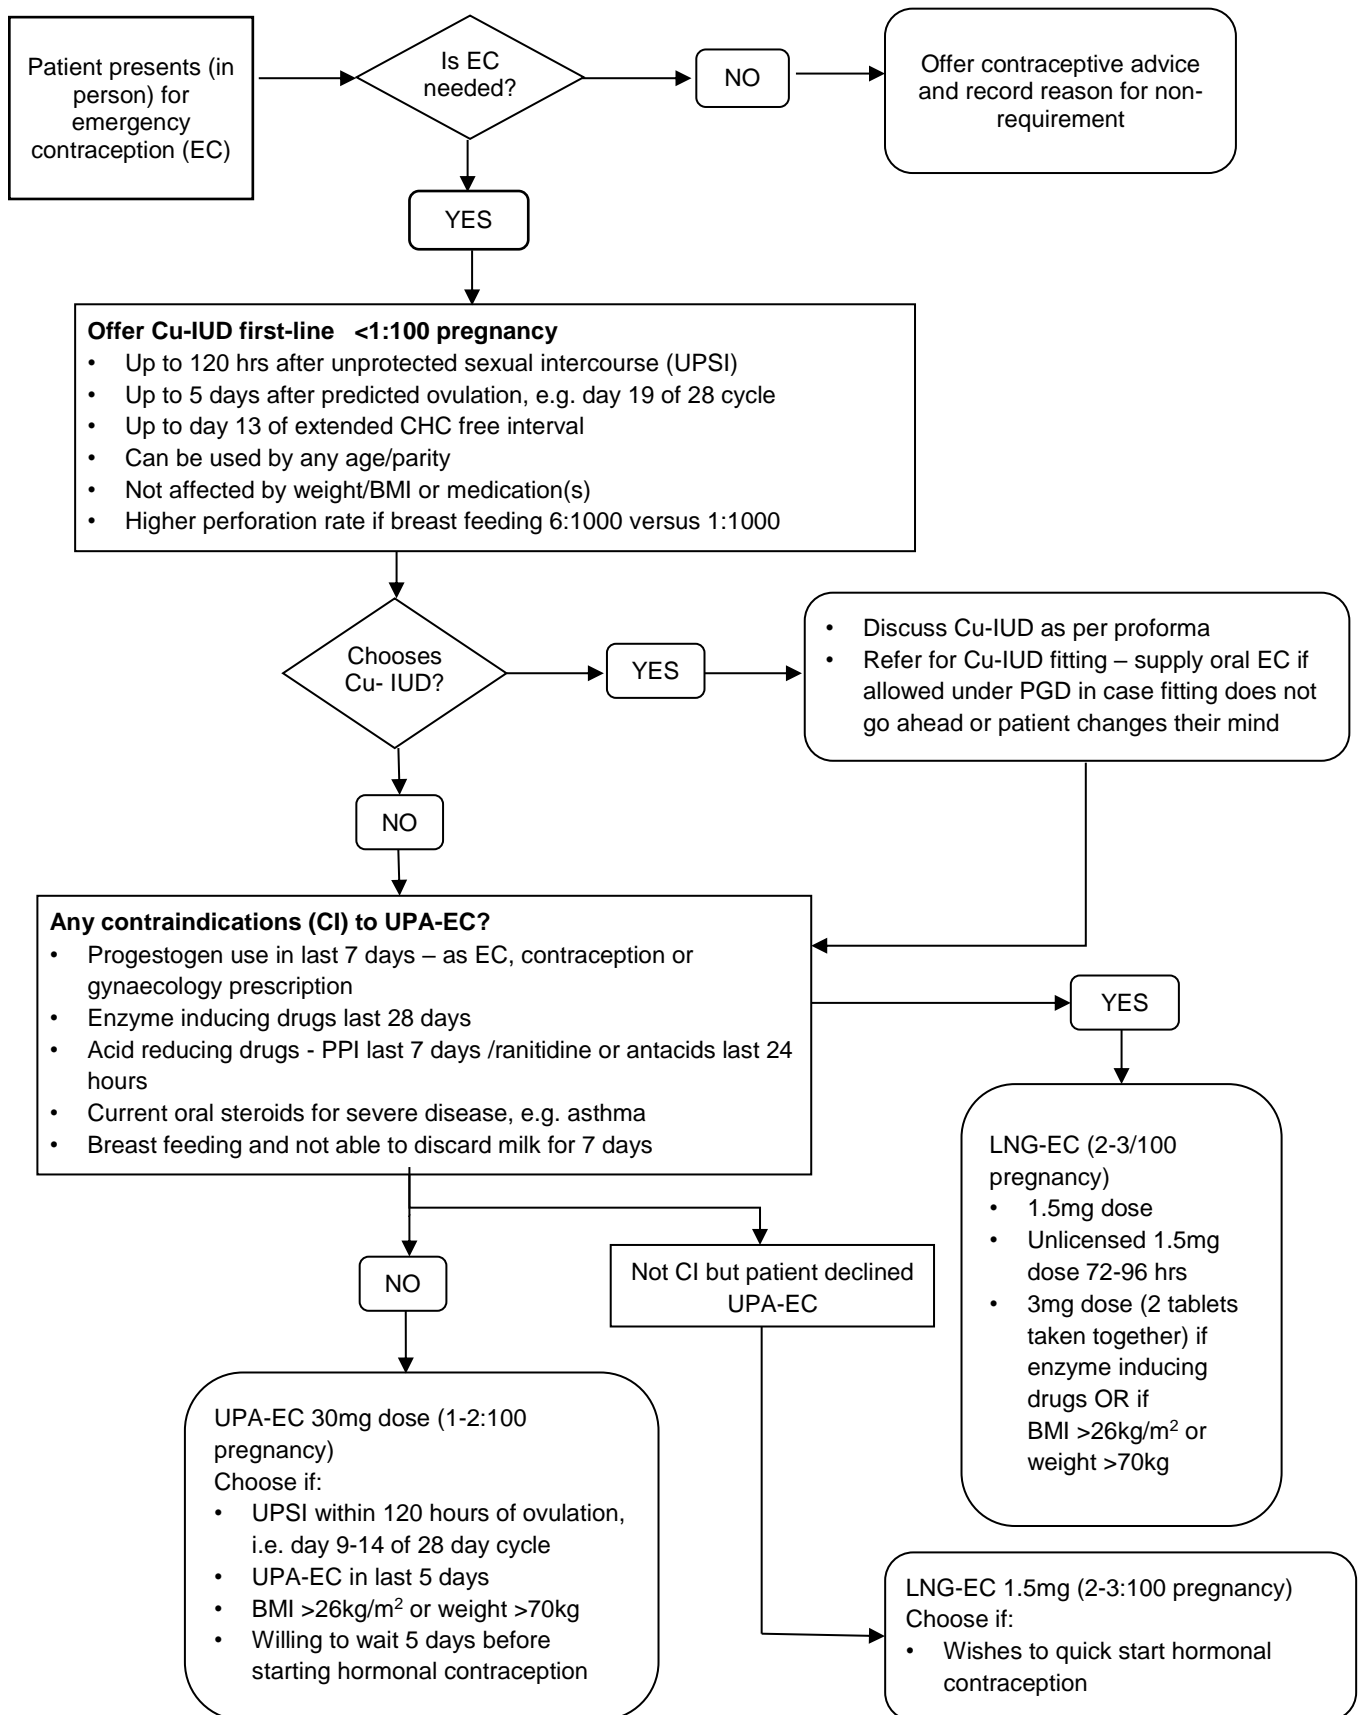 Patient presents (in
person) for
emergency
contraception (EC)
Is EC
needed?
NO
Offer contraceptive advice
and record reason for non-
requirement
YES
Offer Cu-IUD first-line <1:100 pregnancy
• Up to 120 hrs after unprotected sexual intercourse (UPSI)
• Up to 5 days after predicted ovulation, e.g. day 19 of 28 cycle
• Up to day 13 of extended CHC free interval
• Can be used by any age/parity
• Not affected by weight/BMI or medication(s)
• Higher perforation rate if breast feeding 6:1000 versus 1:1000
Chooses
Cu- IUD?
YES
• Discuss Cu-IUD as per proforma
• Refer for Cu-IUD fitting – supply oral EC if
allowed under PGD in case fitting does not
go ahead or patient changes their mind
NO
Any contraindications (CI) to UPA-EC?
• Progestogen use in last 7 days – as EC, contraception or
gynaecology prescription
• Enzyme inducing drugs last 28 days
• Acid reducing drugs - PPI last 7 days /ranitidine or antacids last 24
hours
• Current oral steroids for severe disease, e.g. asthma
• Breast feeding and not able to discard milk for 7 days
YES
LNG-EC (2-3/100
pregnancy)
• 1.5mg dose
• Unlicensed 1.5mg
dose 72-96 hrs
• 3mg dose (2 tablets
taken together) if
enzyme inducing
drugs OR if
BMI >26kg/m² or
weight >70kg
NO
Not CI but patient declined
UPA-EC
UPA-EC 30mg dose (1-2:100
pregnancy)
Choose if:
• UPSI within 120 hours of ovulation,
i.e. day 9-14 of 28 day cycle
• UPA-EC in last 5 days
• BMI >26kg/m² or weight >70kg
• Willing to wait 5 days before
starting hormonal contraception
LNG-EC 1.5mg (2-3:100 pregnancy)
Choose if:
• Wishes to quick start hormonal
contraception